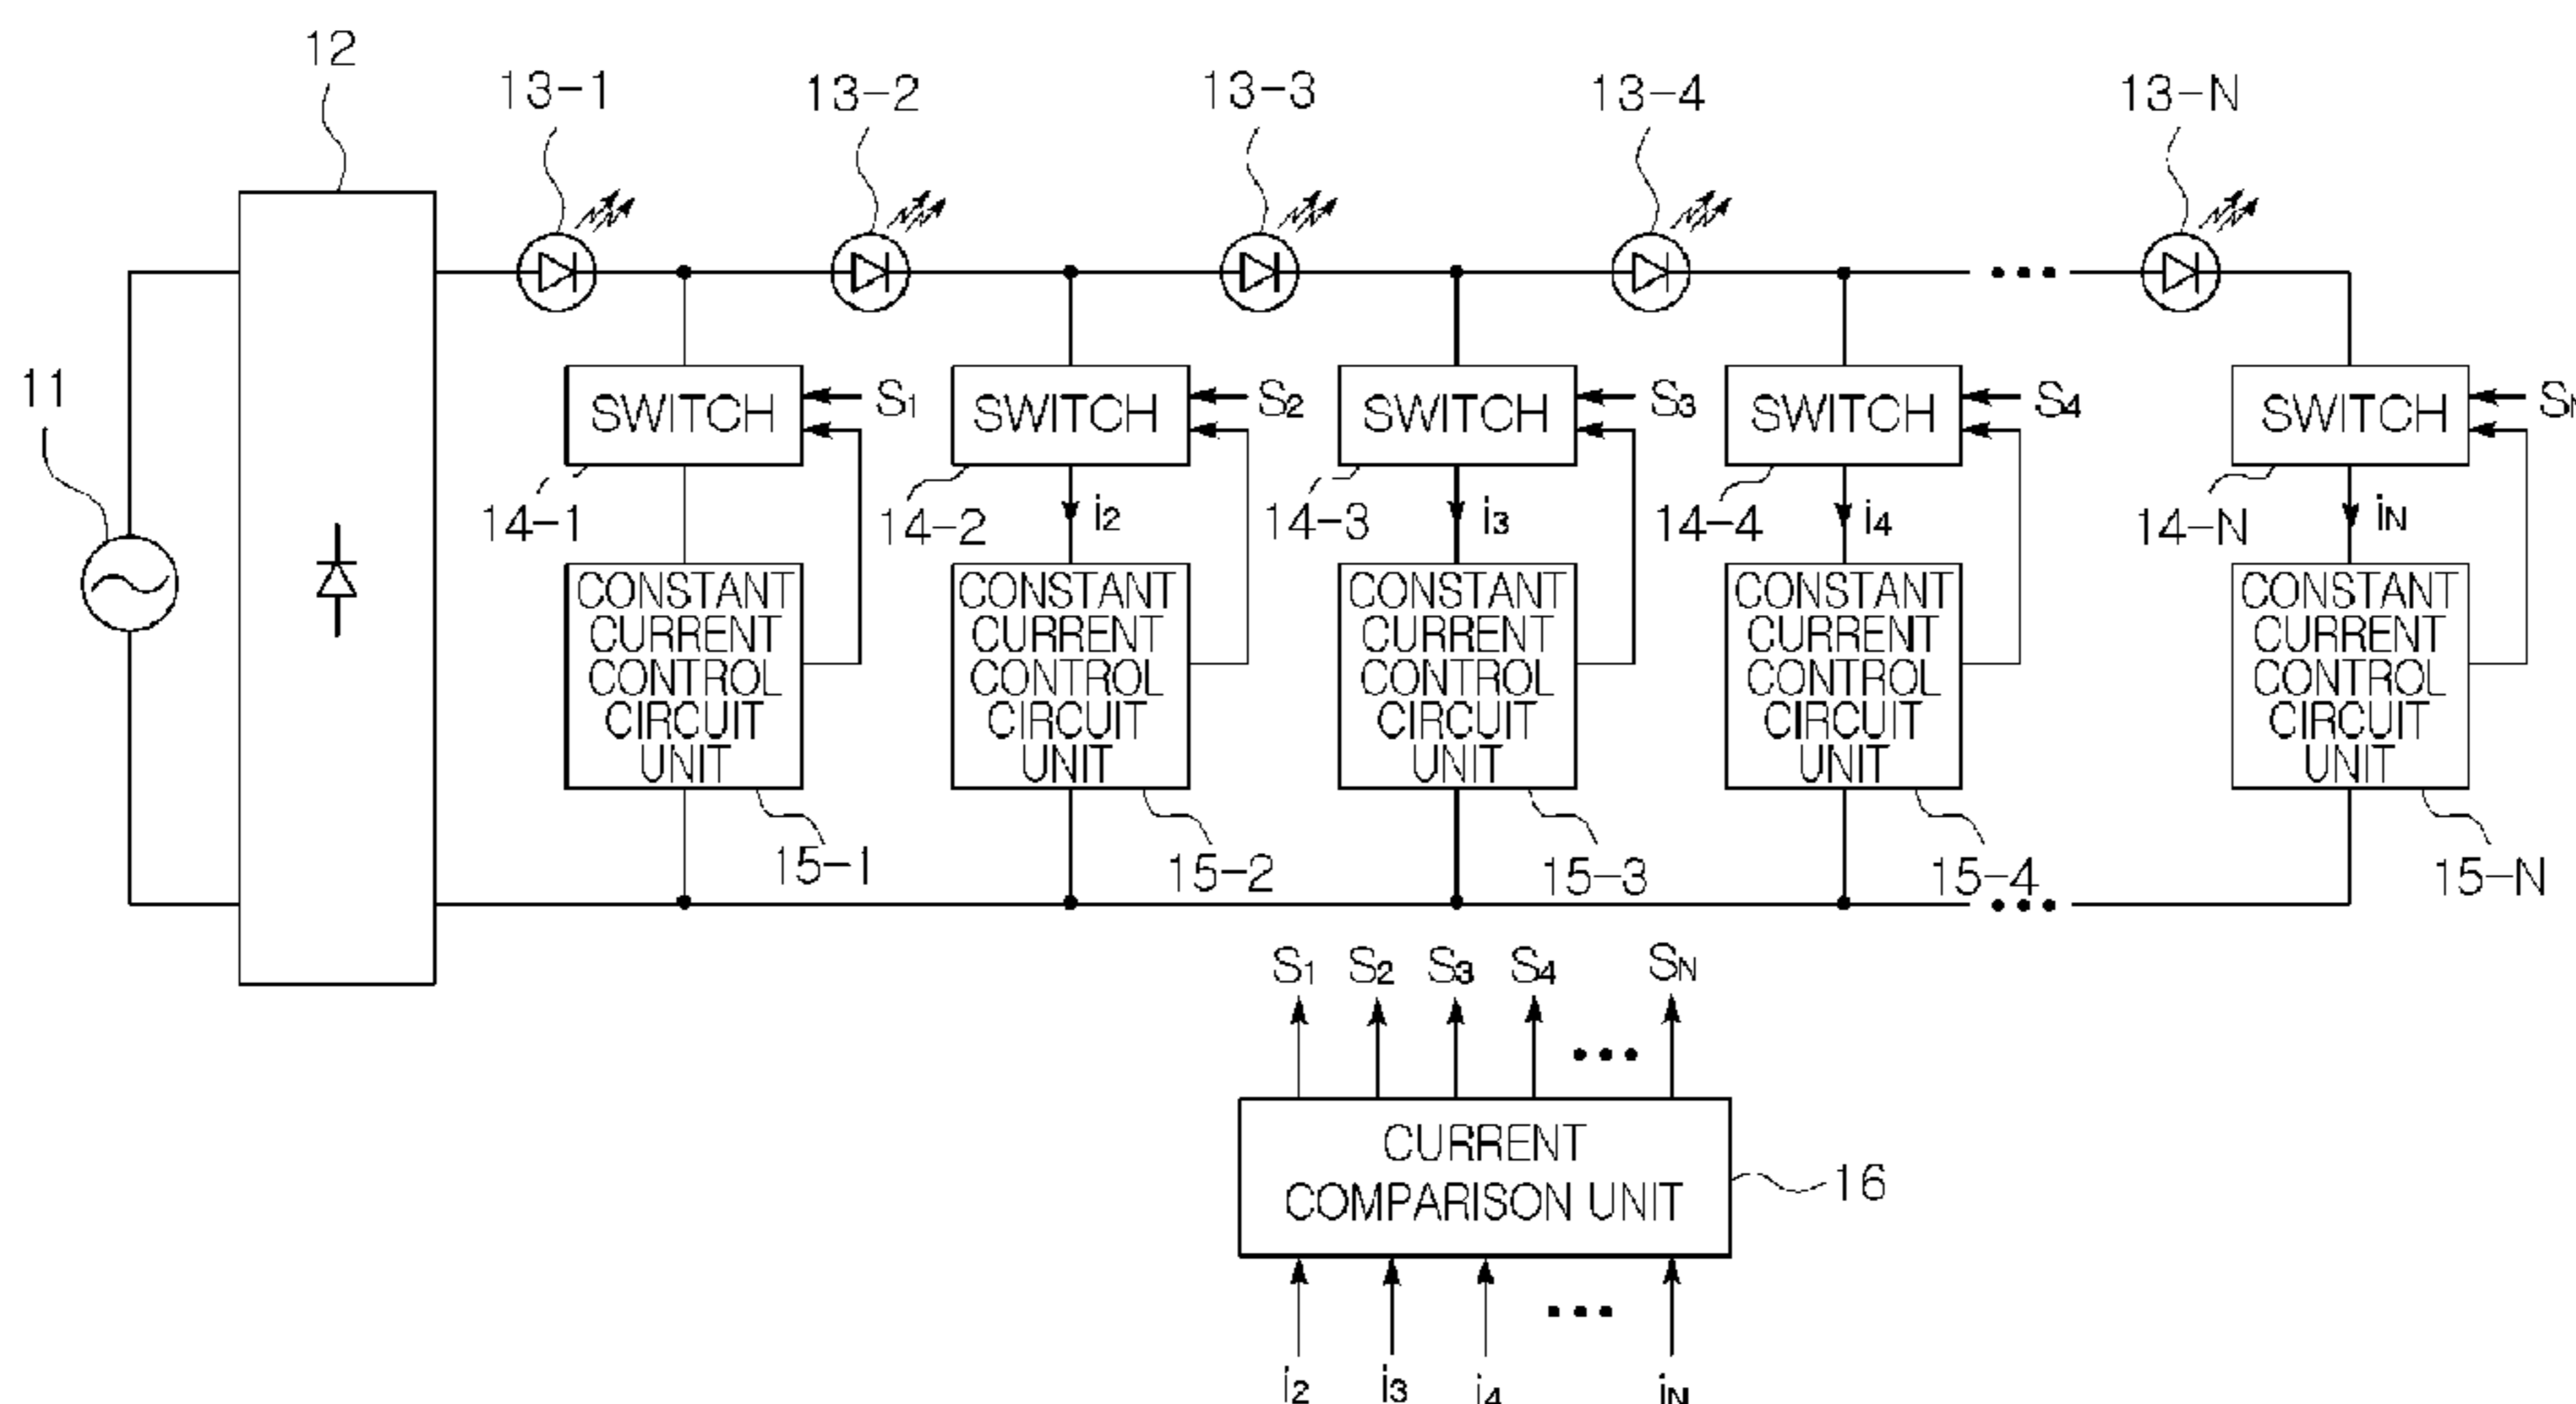 12
13-1
13-2
13-3
13-4
13-N
11
SWITCH
S1
SWITCH
S2
SWITCH
S3
SWITCH
S4
SWITCH
14-1
14-2
i2
14-3
i3
14-4
i4
14-N
iN
CONSTANT
CURRENT
CONTROL
CIRCUIT
UNIT
CONSTANT
CURRENT
CONTROL
CIRCUIT
UNIT
CONSTANT
CURRENT
CONTROL
CIRCUIT
UNIT
CONSTANT
CURRENT
CONTROL
CIRCUIT
UNIT
CONSTANT
CURRENT
CONTROL
CIRCUIT
UNIT
15-1
15-2
15-3
15-4
15-N
S1 S2 S3 S4 SN
CURRENT
COMPARISON UNIT
16
i2 i3 i4 iN